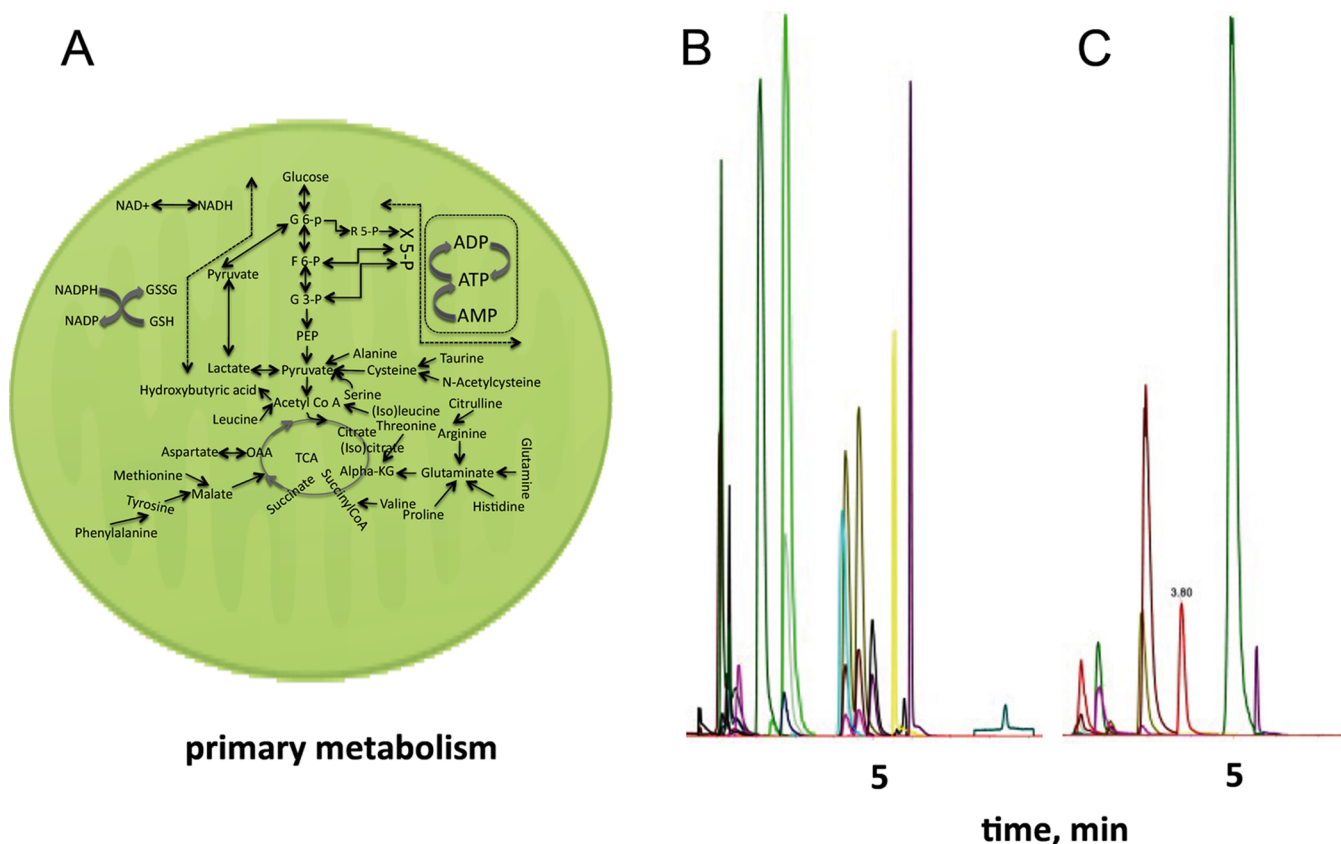 A
B
C
Glucose
NAD+
NADH
G 6-p
R 5-P
X 5-P
ADP
ATP
AMP
F 6-P
Pyruvate
NADPH
GSSG
NADP
GSH
G 3-P
PEP
Alanine
Taurine
Lactate
Pyruvate
Cysteine
N-Acetylcysteine
Hydroxybutyric acid
Serine
Acetyl Co A
(Iso)leucine
Citrulline
Leucine
Threonine
Citrate
Arginine
(Iso)citrate
Aspartate
OAA
TCA
Alpha-KG
Glutaminate
Glutamine
Methionine
Malate
Succinate
SuccinylCoA
Valine
Proline
Histidine
Tyrosine
Phenylalanine
primary metabolism
3.80
5
5
time, min